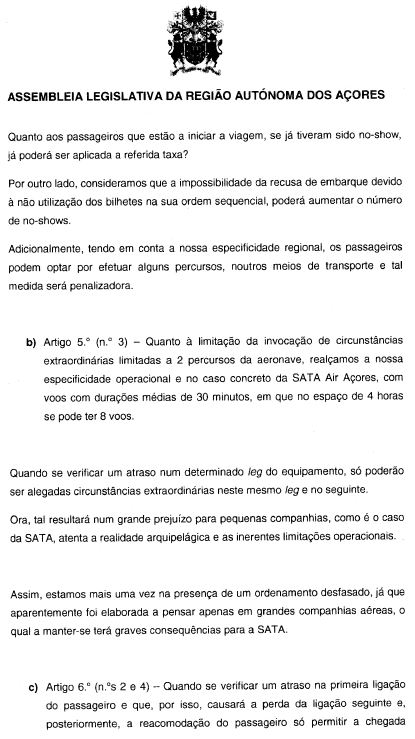 ASSEMBLEIA LEGISLATIVA DA REGIÃO AUTÓNOMA DOS AÇORES
Quanto aos passageiros que estão a iniciar a viagem, se já tiveram sido no-show,
já poderá ser aplicada a referida taxa?
Por outro lado, consideramos que a impossibilidade da recusa de embarque devido
à não utilização dos bilhetes na sua ordem sequencial, poderá aumentar o número
de no-shows.
Adicionalmente, tendo em conta a nossa especificidade regional, os passageiros
podem optar por efetuar alguns percursos, noutros meios de transporte e tal
medida será penalizadora.
b) Artigo 5.º (n.º 3) – Quanto à limitação da invocação de circunstâncias
extraordinárias limitadas a 2 percursos da aeronave, realçamos a nossa
especificidade operacional e no caso concreto da SATA Air Açores, com
voos com durações médias de 30 minutos, em que no espaço de 4 horas
se pode ter 8 voos.
Quando se verificar um atraso num determinado leg do equipamento, só poderão
ser alegadas circunstâncias extraordinárias neste mesmo leg e no seguinte.
Ora, tal resultará num grande prejuízo para pequenas companhias, como é o caso
da SATA, atenta a realidade arquipelágica e as inerentes limitações operacionais.
Assim, estamos mais uma vez na presença de um ordenamento desfasado, já que
aparentemente foi elaborada a pensar apenas em grandes companhias aéreas, o
qual a manter-se terá graves consequências para a SATA.
c) Artigo 6.º (n.ºs 2 e 4) – Quando se verificar um atraso na primeira ligação
do passageiro e que, por isso, causará a perda da ligação seguinte e,
posteriormente, a reacomodação do passageiro só permitir a chegada